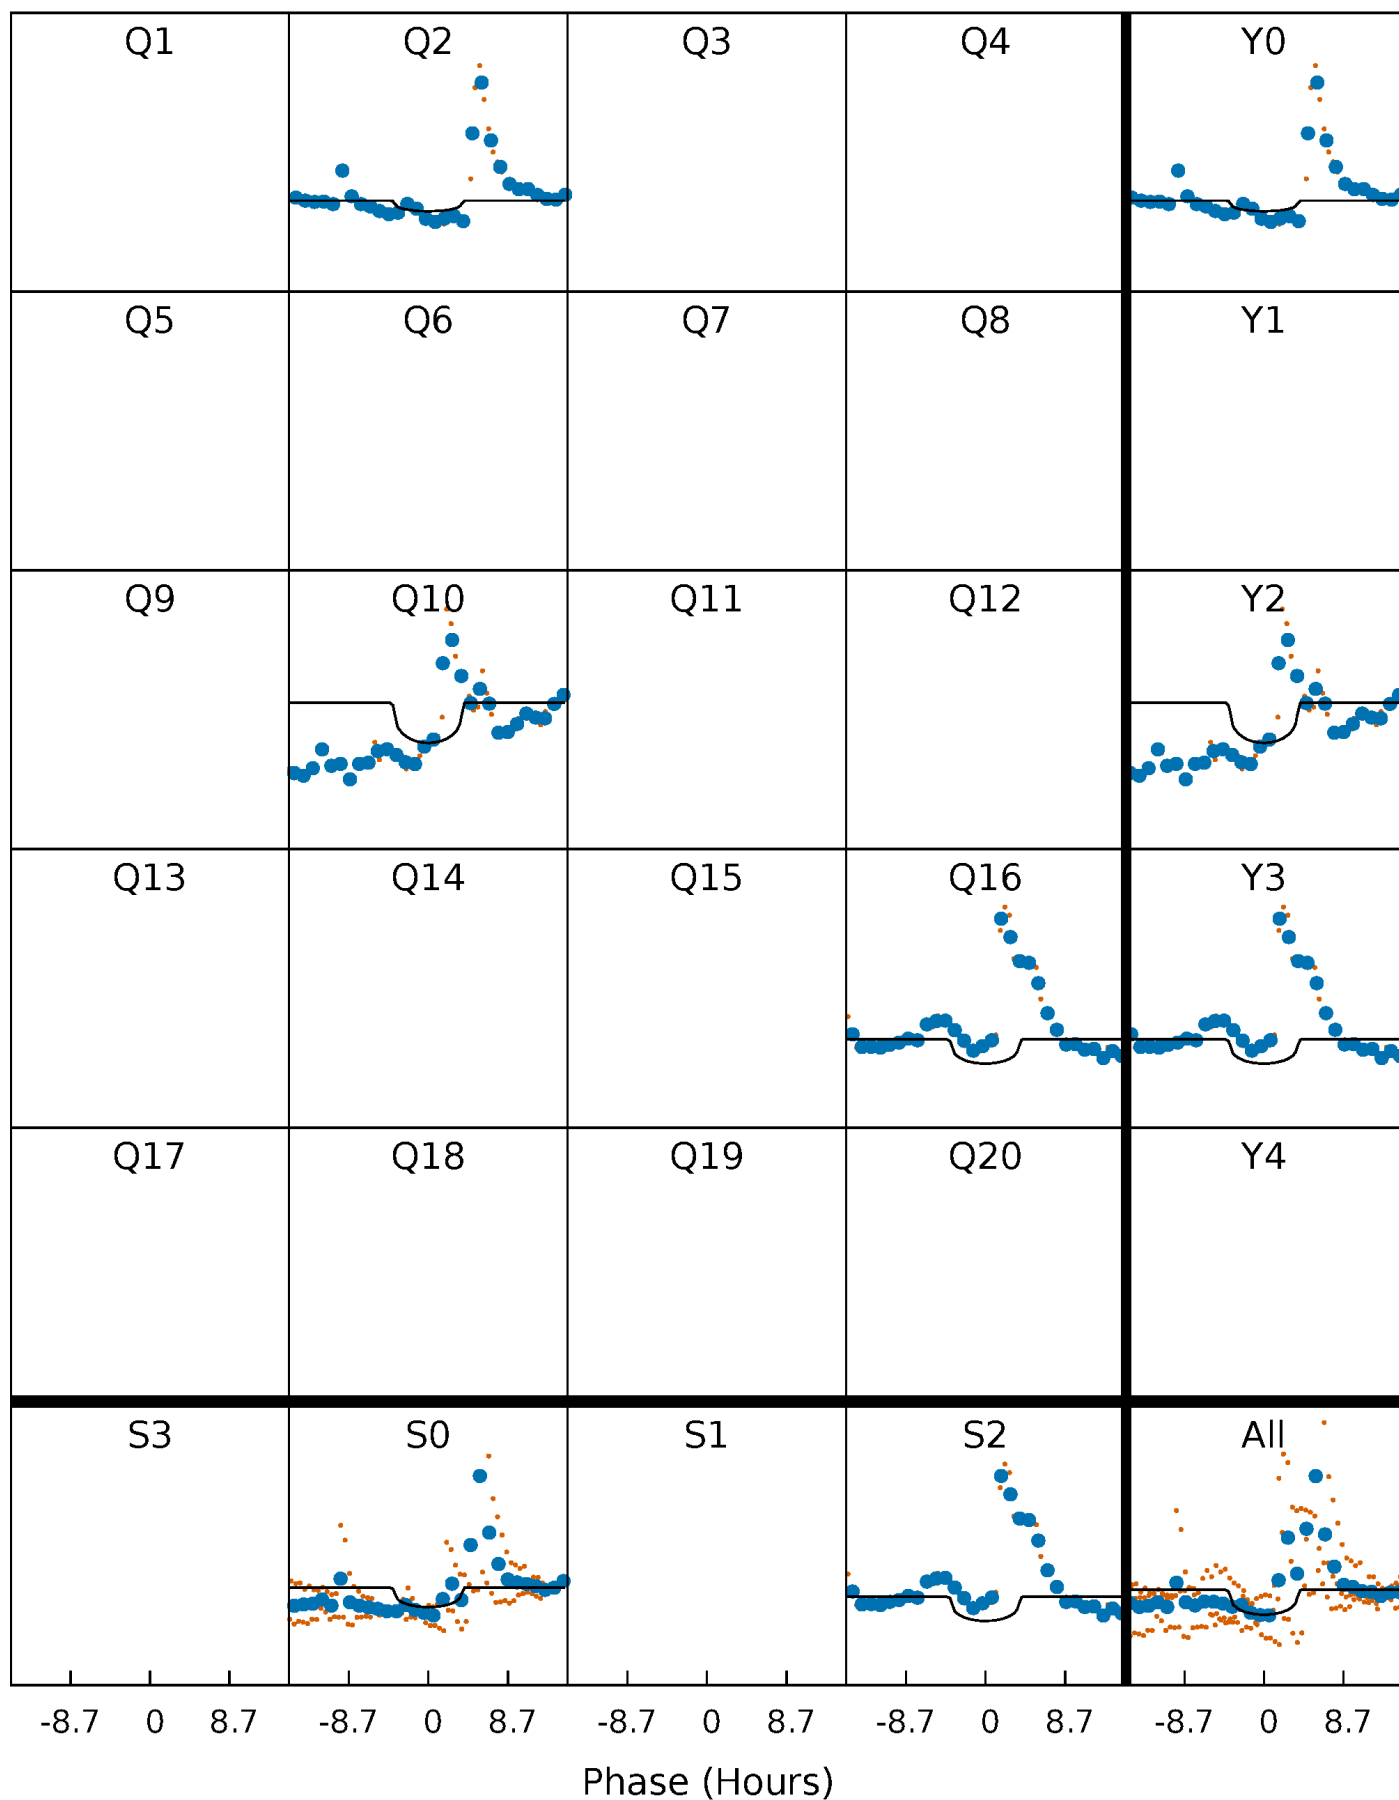 Q1 Q2 Q3 Q4 Y0
Q5 Q6 Q7 Q8 Y1
Q9 Q10 Q11 Q12 Y2
Q13 Q14 Q15 Q16 Y3
Q17 Q18 Q19 Q20 Y4
S3 S0 S1 S2 All
-8.7 0 8.7 -8.7 0 8.7 -8.7 0 8.7 -8.7 0 8.7 -8.7 0 8.7
Phase (Hours)